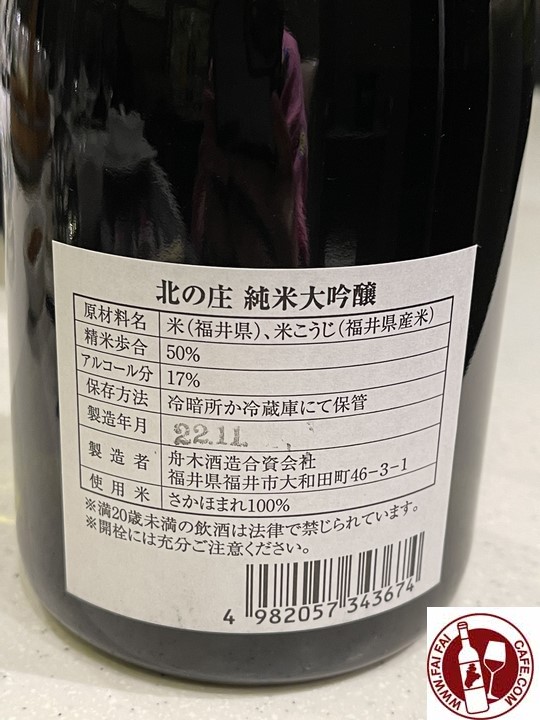 北の庄 純米大吟醸
原材料名 米(福井県)、米こうじ(福井県産米)
精米歩合 50%
アルコール分 17%
保存方法 冷暗所か冷蔵庫にて保管
製造年月 22.11.
製造者 舟木酒造合資会社
福井県福井市大和田町46-3-1
使用米 さかほまれ100%
※満20歳未満の飲酒は法律で禁じられています。
※開栓には充分ご注意ください。
4 982057 343674
WWW.FAI FAI CAFE.COM